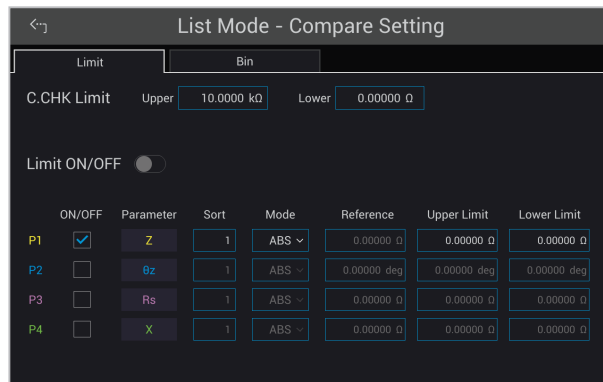 List Mode - Compare Setting
Limit Bin
C.CHK Limit Upper 10.0000 kΩ Lower 0.00000 Ω
Limit ON/OFF
ON/OFF Parameter Sort Mode Reference Upper Limit Lower Limit
P1 Z 1 ABS 0.00000 Ω 0.00000 Ω 0.00000 Ω
P2 θz 1 ABS 0.00000 deg 0.00000 deg 0.00000 deg
P3 Rs 1 ABS 0.00000 Ω 0.00000 Ω 0.00000 Ω
P4 X 1 ABS 0.00000 Ω 0.00000 Ω 0.00000 Ω